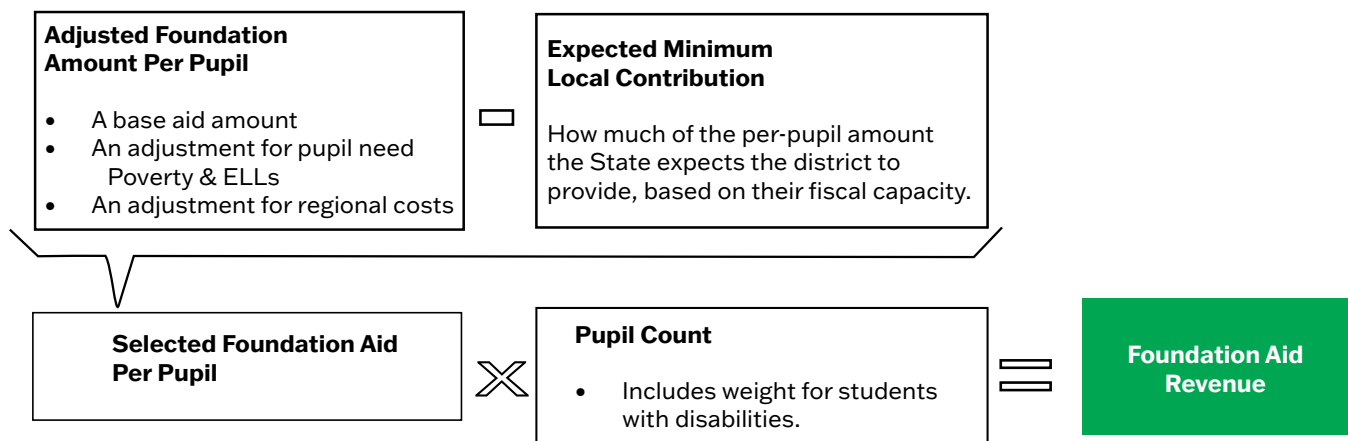 Adjusted Foundation
Amount Per Pupil
• A base aid amount
• An adjustment for pupil need
Poverty & ELLs
• An adjustment for regional costs
Expected Minimum
Local Contribution
How much of the per-pupil amount
the State expects the district to
provide, based on their fiscal capacity.
Selected Foundation Aid
Per Pupil
Pupil Count
• Includes weight for students
with disabilities.
Foundation Aid
Revenue